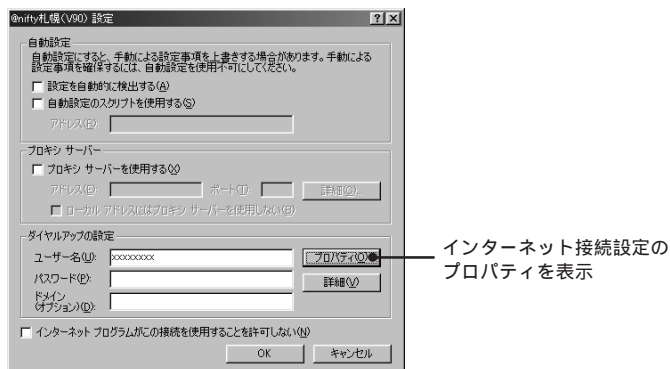 @nifty札幌(V90) 設定
自動設定
自動設定にすると、手動による設定事項を上書きする場合があります。手動による
設定事項を確保するには、自動設定を使用不可にしてください。
設定を自動的に検出する(A)
自動設定のスクリプトを使用する(S)
アドレス(R):
プロキシ サーバー
プロキシ サーバーを使用する(X)
アドレス(E): ポート(T): 詳細(C)...
ローカル アドレスにはプロキシ サーバーを使用しない(B)
ダイヤルアップの設定
ユーザー名(U): xxxxxxxx プロパティ(O)
パスワード(P): 詳細(V)
ドメイン
(オプション)(D):
インターネット プログラムがこの接続を使用することを許可しない(N)
OK キャンセル
インターネット接続設定の
プロパティを表示